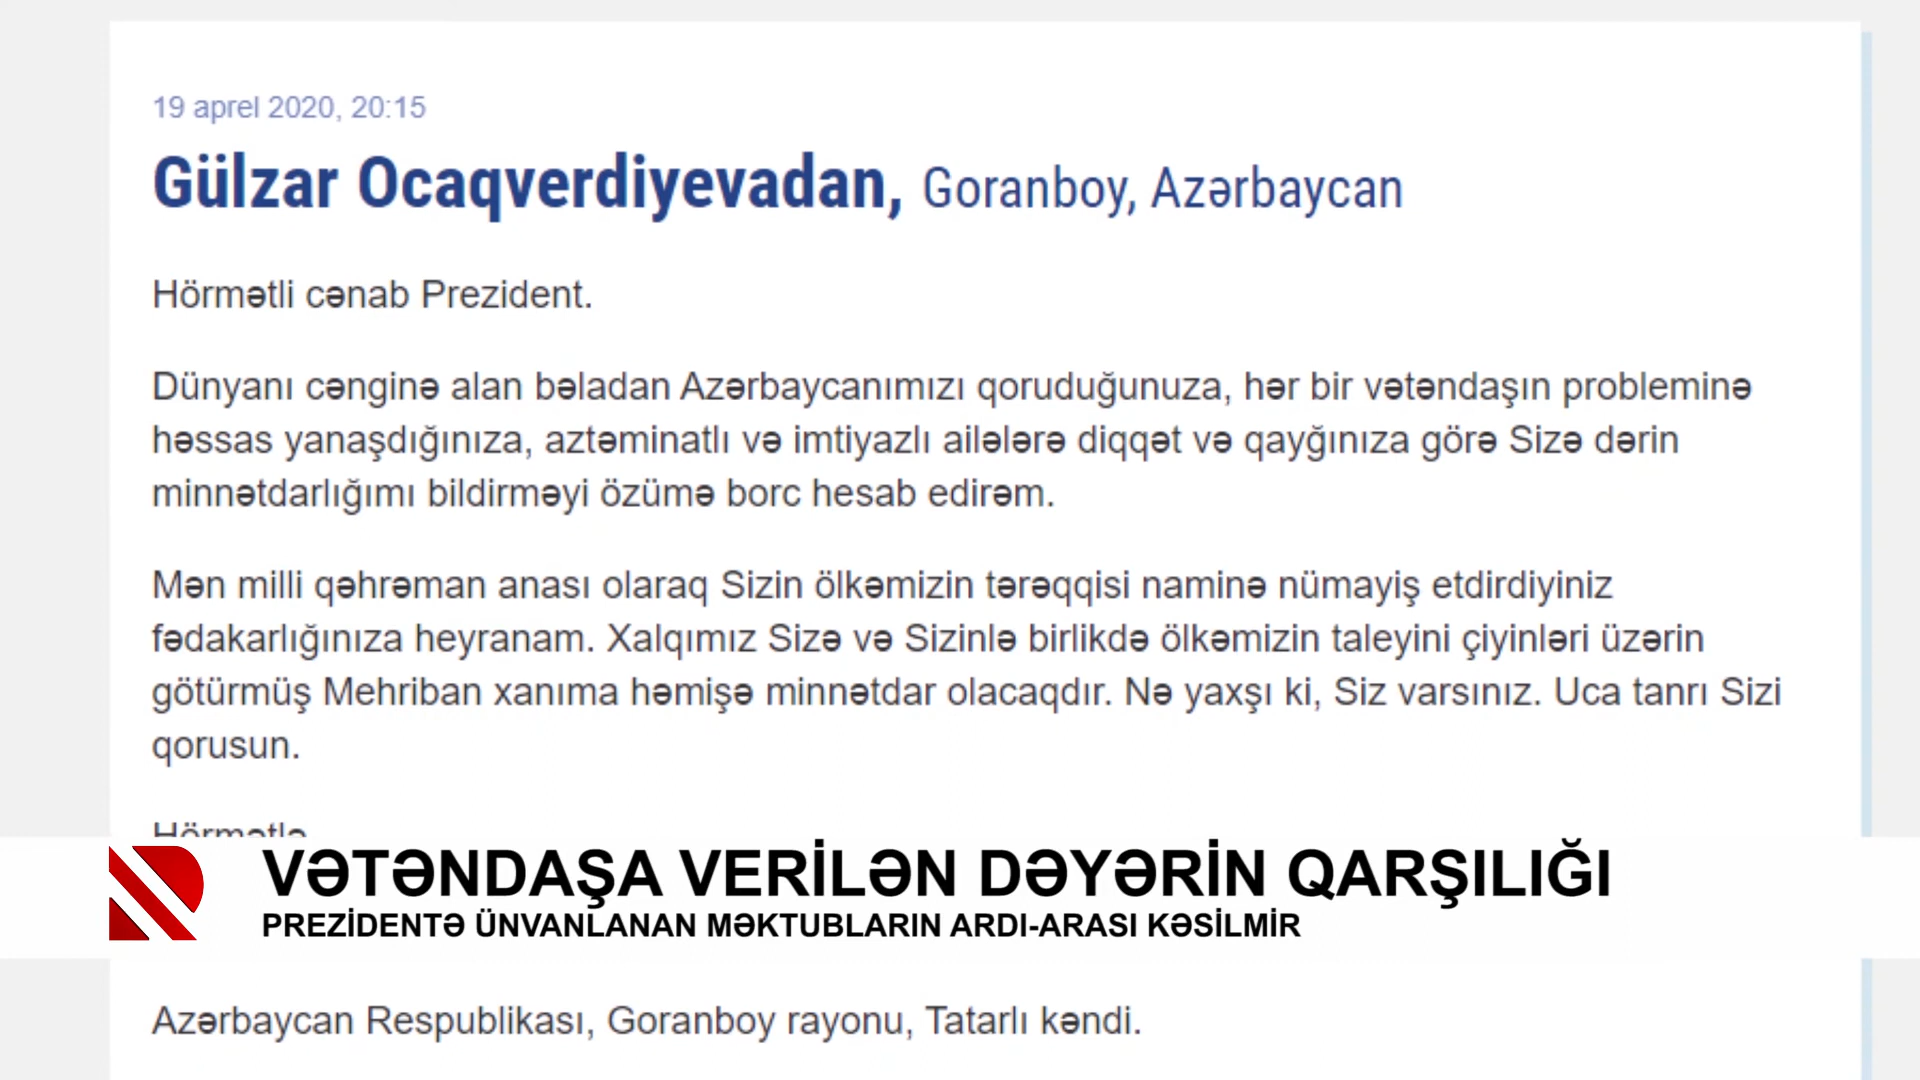 19 aprel 2020, 20:15
Gülzar Ocaqverdiyevadan, Goranboy, Azərbaycan
Hörmətli cənab Prezident.
Dünyanı cənginə alan bəladan Azərbaycanımızı qoruduğunuza, hər bir vətəndaşın probleminə
həssas yanaşdığınıza, aztəminatlı və imtiyazlı ailələrə diqqət və qayğınıza görə Sizə dərin
minnətdarlığımı bildirməyi özümə borc hesab edirəm.
Mən milli qəhrəman anası olaraq Sizin ölkəmizin tərəqqisi naminə nümayiş etdirdiyiniz
fədakarlığınıza heyranam. Xalqımız Sizə və Sizinlə birlikdə ölkəmizin taleyini çiyinləri üzərin
götürmüş Mehriban xanıma həmişə minnətdar olacaqdır. Nə yaxşı ki, Siz varsınız. Uca tanrı Sizi
qorusun.
Hörmətlə
VƏTƏNDAŞA VERİLƏN DƏYƏRİN QARŞILIĞI
PREZİDENTƏ ÜNVANLANAN MƏKTUBLARIN ARDI-ARASI KƏSİLMİR
Azərbaycan Respublikası, Goranboy rayonu, Tatarlı kəndi.